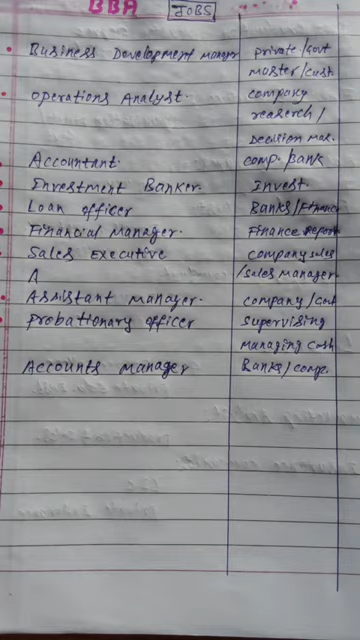 BBA JOBS
Business Development manager private/Govt
master/cust
Operations Analyst. company
research/
Decision mak.
Accountant. comp./bank
Investment Banker. Invest.
Loan officer Banks/Finance
Financial manager. Finance report
Sales Executive company sales
A /sales manager
Assistant manager. company/
Probationary officer supervising
managing cash
Accounts manager Banks/comp.